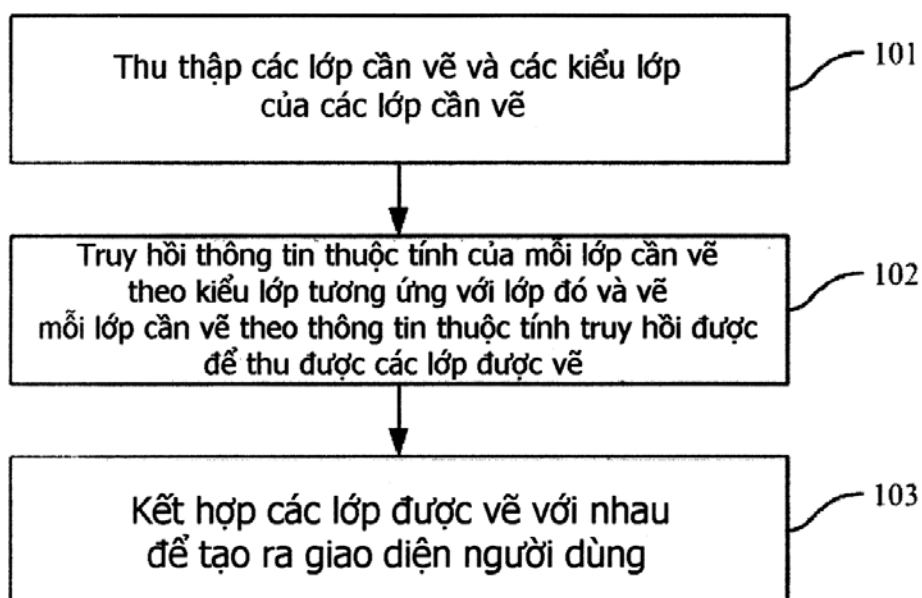 Thu thập các lớp cần vẽ và các kiểu lớp
của các lớp cần vẽ
101
Truy hồi thông tin thuộc tính của mỗi lớp cần vẽ
theo kiểu lớp tương ứng với lớp đó và vẽ
mỗi lớp cần vẽ theo thông tin thuộc tính truy hồi được
để thu được các lớp được vẽ
102
Kết hợp các lớp được vẽ với nhau
để tạo ra giao diện người dùng
103